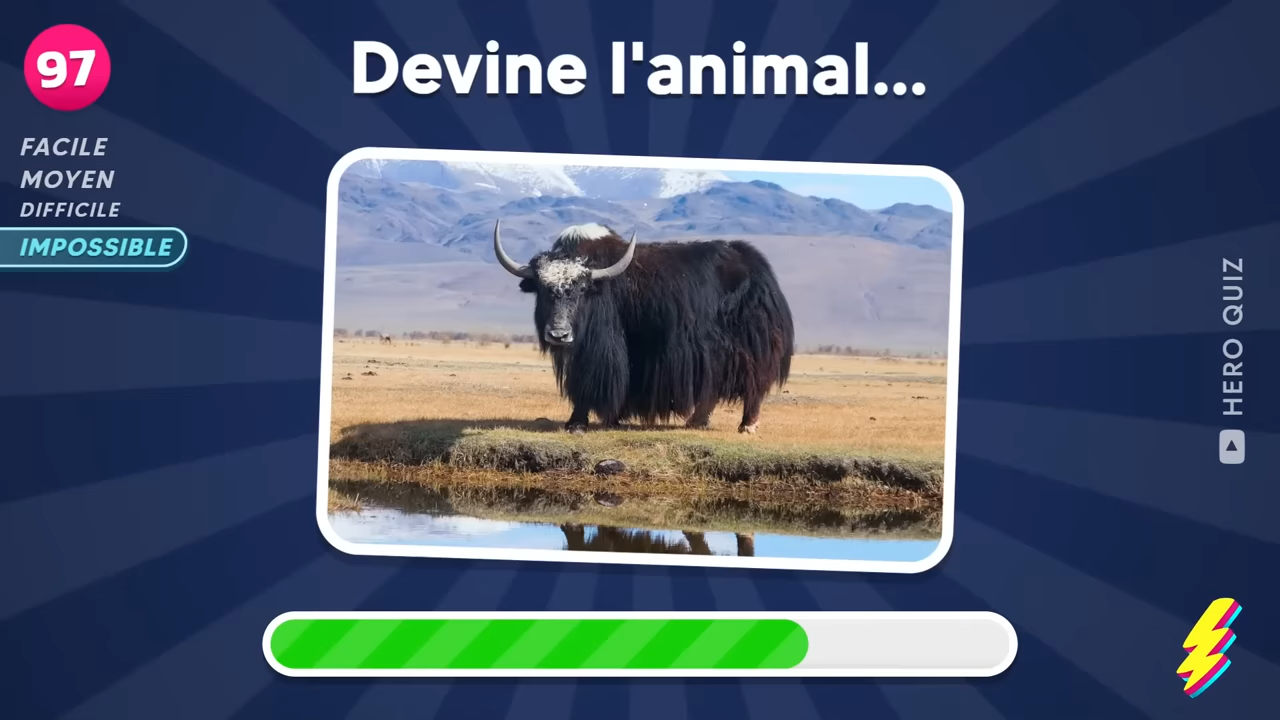 97
Devine l'animal...
FACILE
MOYEN
DIFFICILE
IMPOSSIBLE
HERO QUIZ